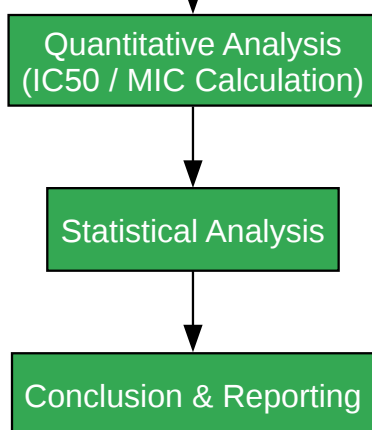 Quantitative Analysis
(IC50 / MIC Calculation)
Statistical Analysis
Conclusion & Reporting